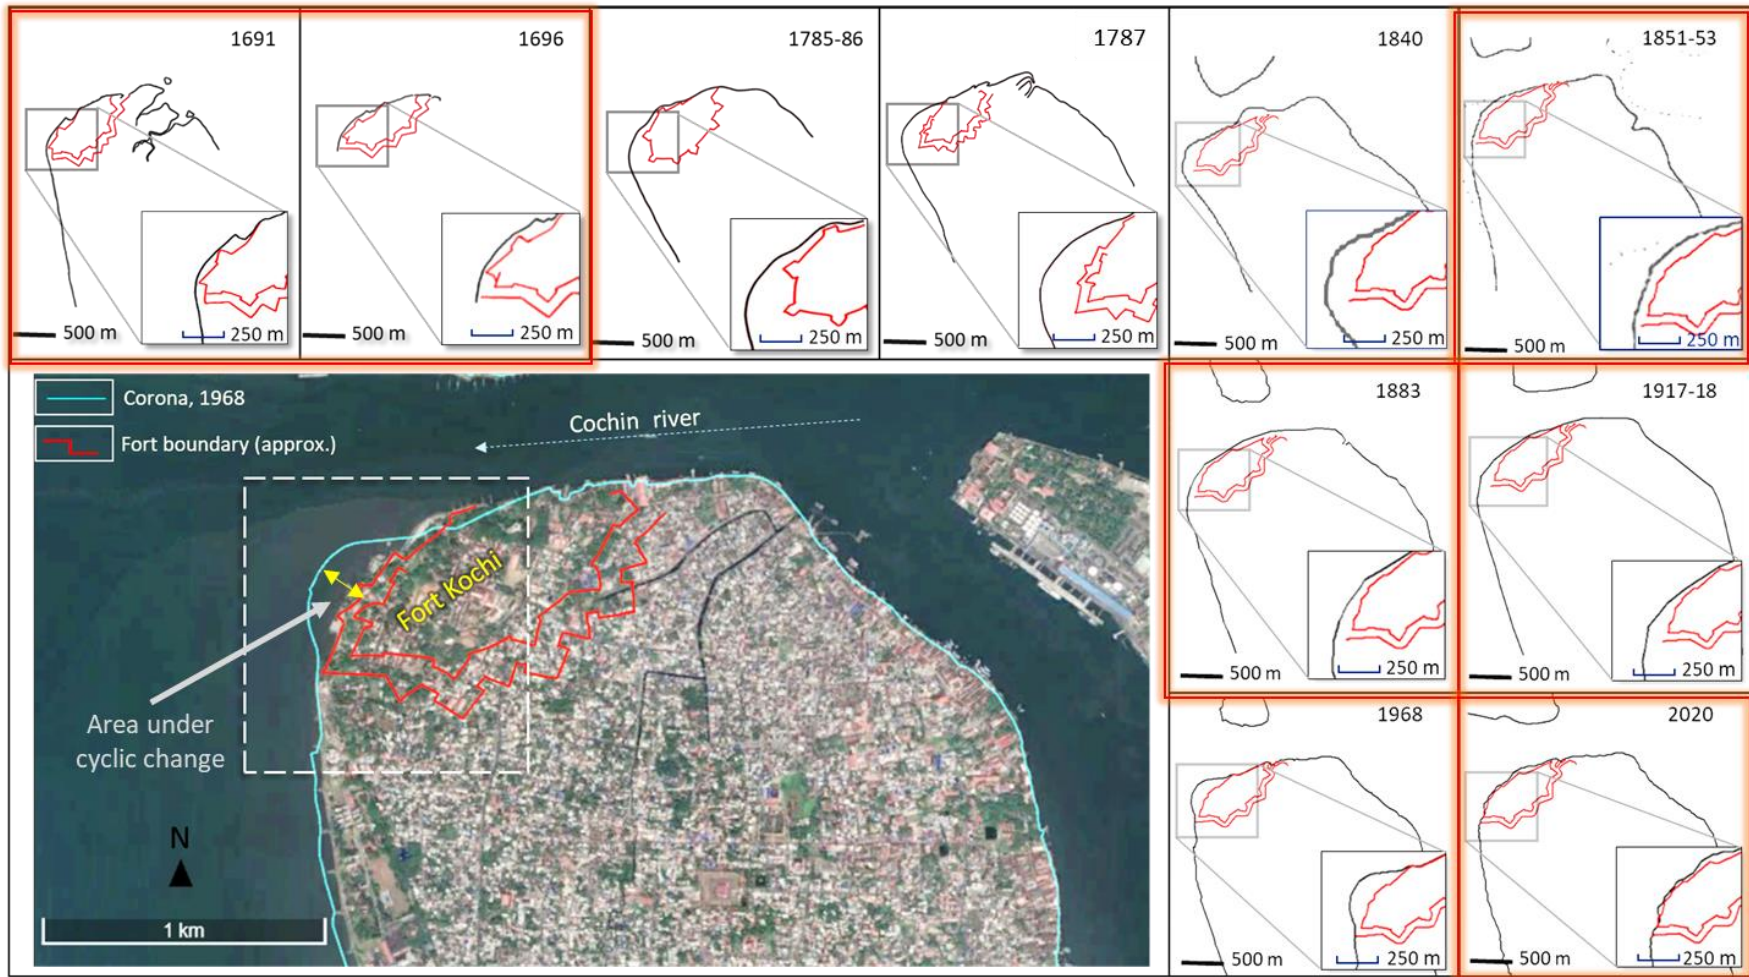 1691
1696
1785-86
1787
1840
1851-53
500 m
250 m
500 m
250 m
500 m
250 m
500 m
250 m
500 m
250 m
500 m
250 m
Corona, 1968
Fort boundary (approx.)
Cochin river
Fort Kochi
Area under
cyclic change
N
1 km
1883
1917-18
500 m
250 m
500 m
250 m
1968
2020
500 m
250 m
500 m
250 m